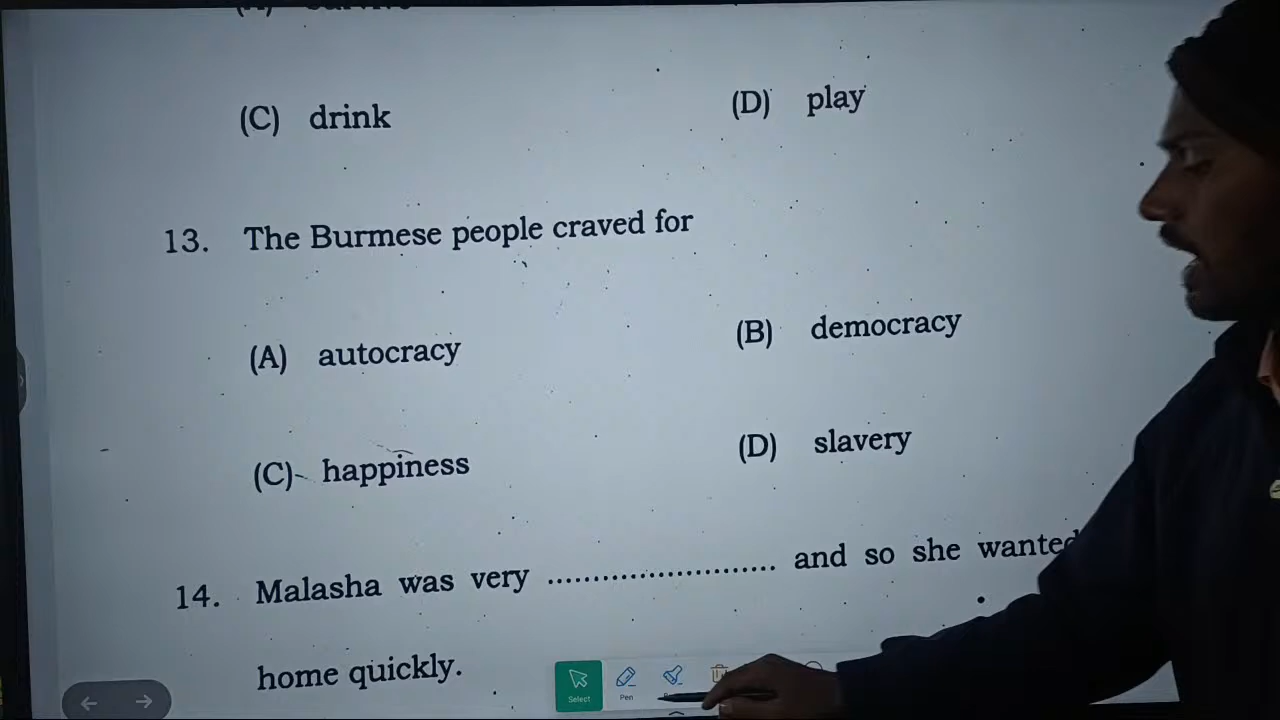 (C) drink
(D) play
13. The Burmese people craved for
(A) autocracy
(B) democracy
(C) happiness
(D) slavery
14. Malasha was very .......................... and so she wanted
home quickly.
Select
Pen